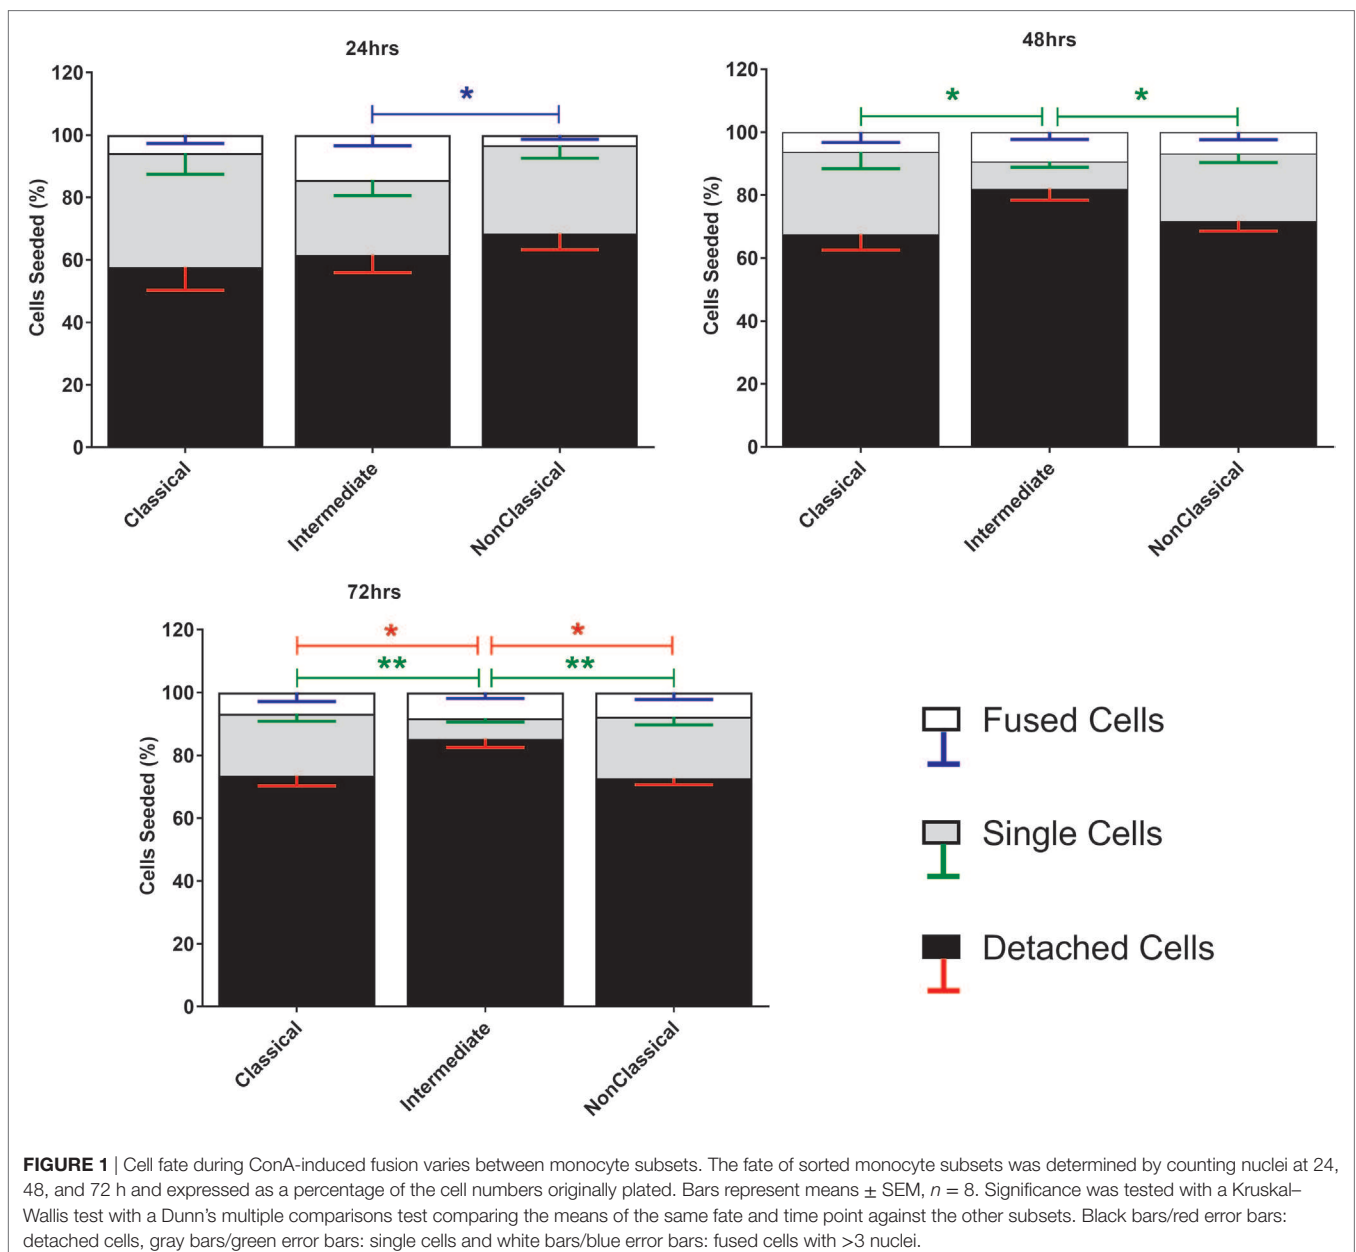 24hrs
120
100
80
60
40
20
0
Cells Seeded (%)
*
Classical
Intermediate
NonClassical
48hrs
120
100
80
60
40
20
0
Cells Seeded (%)
*
*
Classical
Intermediate
NonClassical
72hrs
120
100
80
60
40
20
0
Cells Seeded (%)
*
*
**
**
Classical
Intermediate
NonClassical
Fused Cells
Single Cells
Detached Cells
FIGURE 1 | Cell fate during ConA-induced fusion varies between monocyte subsets. The fate of sorted monocyte subsets was determined by counting nuclei at 24,
48, and 72 h and expressed as a percentage of the cell numbers originally plated. Bars represent means ± SEM, n = 8. Significance was tested with a Kruskal–
Wallis test with a Dunn's multiple comparisons test comparing the means of the same fate and time point against the other subsets. Black bars/red error bars:
detached cells, gray bars/green error bars: single cells and white bars/blue error bars: fused cells with >3 nuclei.